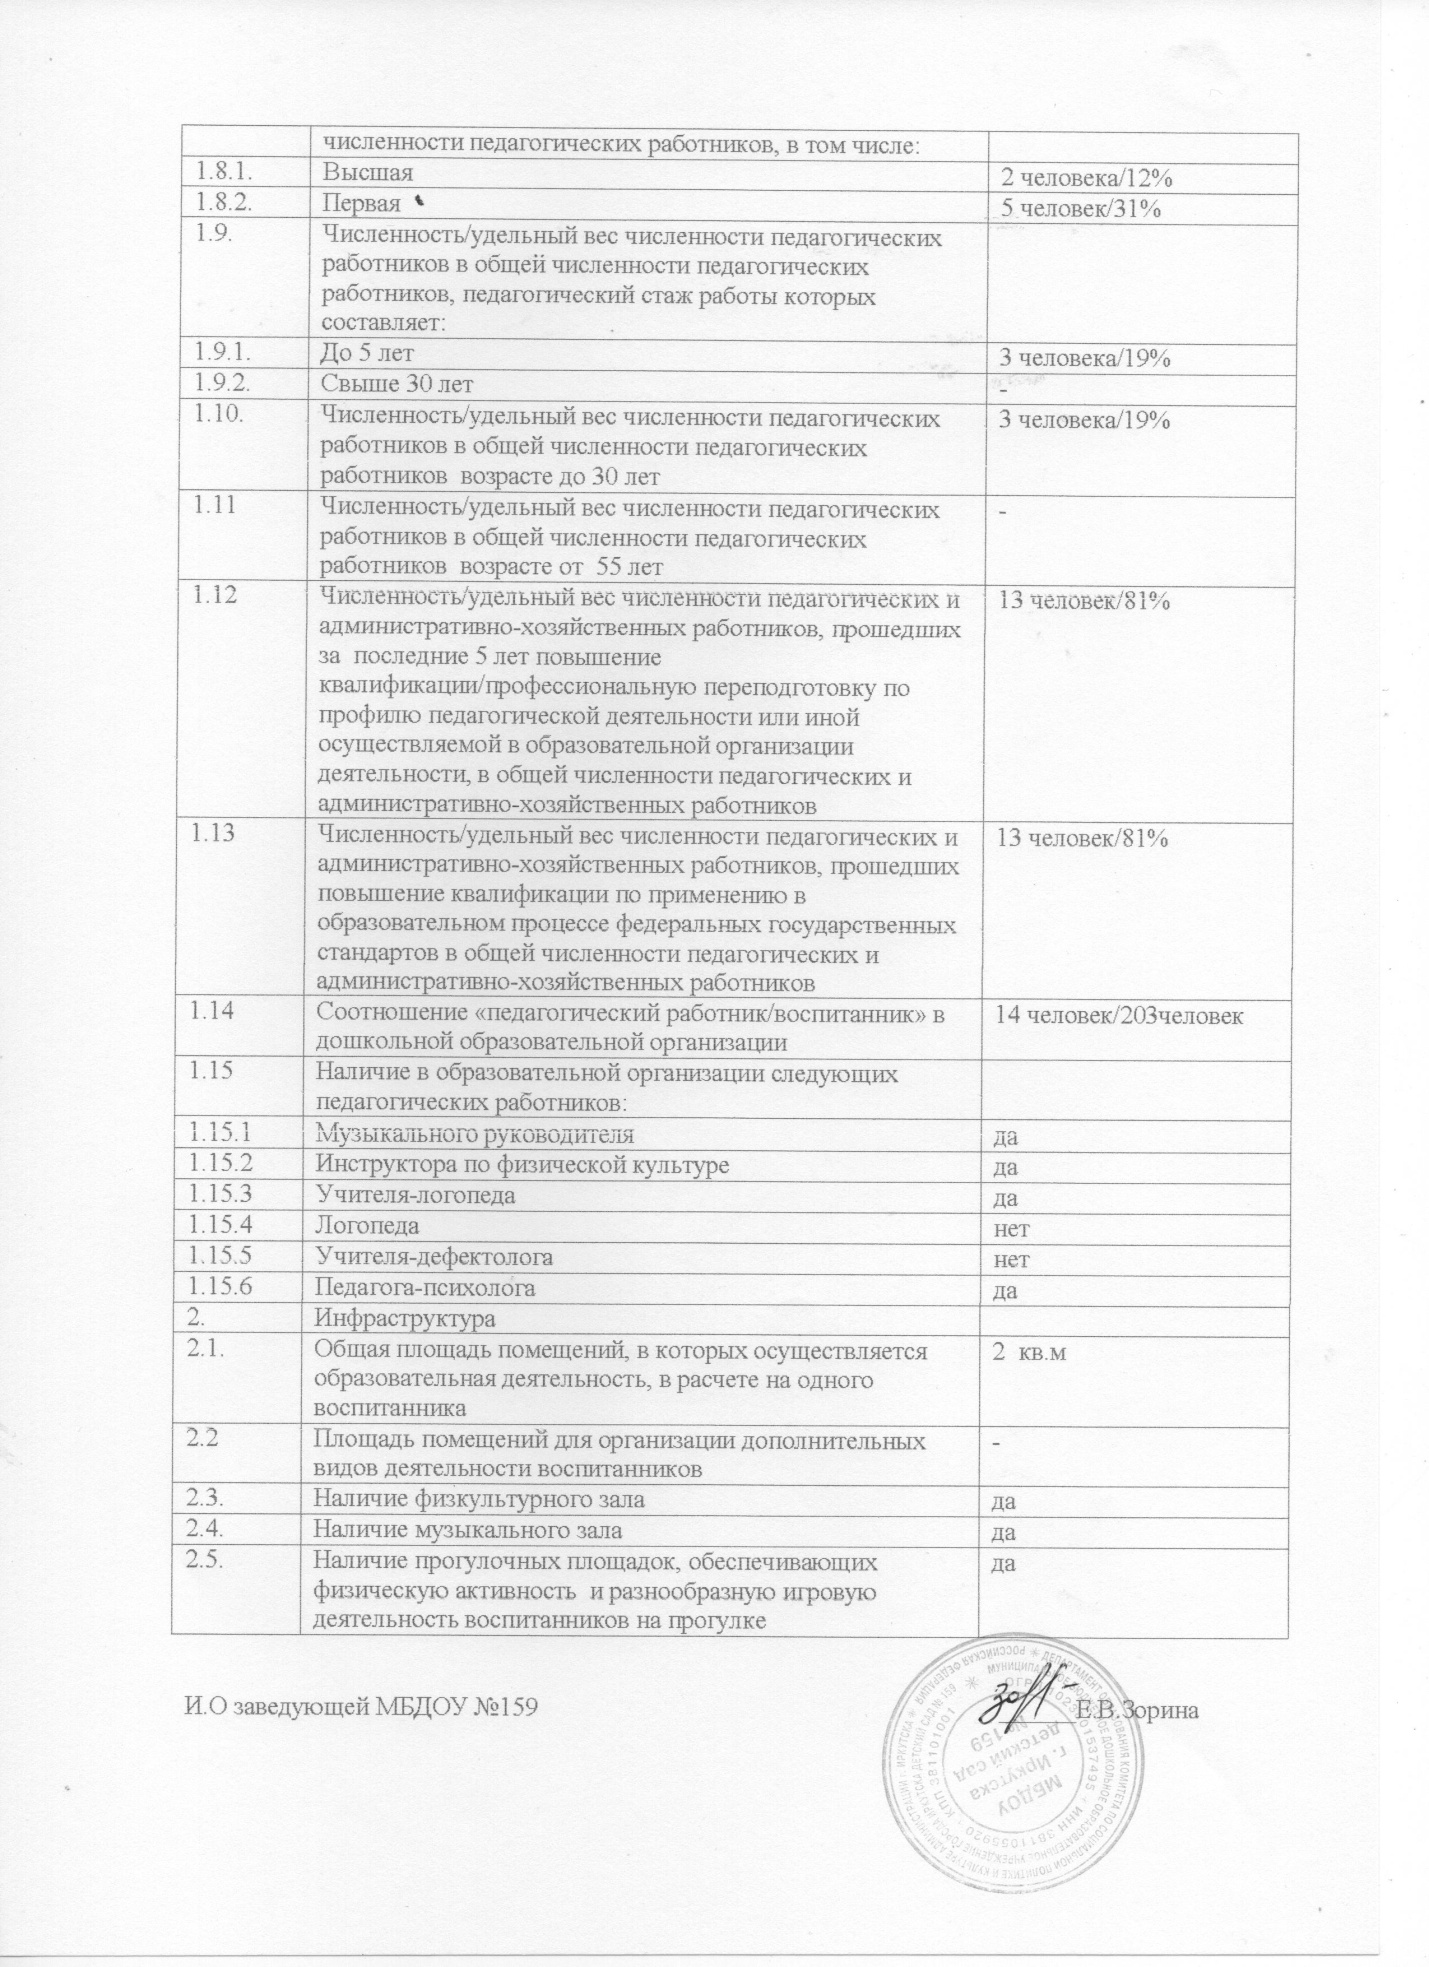 численности педагогических работников, в том числе:
1.8.1. Высшая 2 человека/12%
1.8.2. Первая 5 человек/31%
1.9. Численность/удельный вес численности педагогических
работников в общей численности педагогических
работников, педагогический стаж работы которых
составляет:
1.9.1. До 5 лет 3 человека/19%
1.9.2. Свыше 30 лет -
1.10. Численность/удельный вес численности педагогических 3 человека/19%
работников в общей численности педагогических
работников возрасте до 30 лет
1.11 Численность/удельный вес численности педагогических -
работников в общей численности педагогических
работников возрасте от 55 лет
1.12 Численность/удельный вес численности педагогических и 13 человек/81%
административно-хозяйственных работников, прошедших
за последние 5 лет повышение
квалификации/профессиональную переподготовку по
профилю педагогической деятельности или иной
осуществляемой в образовательной организации
деятельности, в общей численности педагогических и
административно-хозяйственных работников
1.13 Численность/удельный вес численности педагогических и 13 человек/81%
административно-хозяйственных работников, прошедших
повышение квалификации по применению в
образовательном процессе федеральных государственных
стандартов в общей численности педагогических и
административно-хозяйственных работников
1.14 Соотношение «педагогический работник/воспитанник» в 14 человек/203человек
дошкольной образовательной организации
1.15 Наличие в образовательной организации следующих
педагогических работников:
1.15.1 Музыкального руководителя да
1.15.2 Инструктора по физической культуре да
1.15.3 Учителя-логопеда да
1.15.4 Логопеда нет
1.15.5 Учителя-дефектолога нет
1.15.6 Педагога-психолога да
2. Инфраструктура
2.1. Общая площадь помещений, в которых осуществляется 2 кв.м
образовательная деятельность, в расчете на одного
воспитанника
2.2 Площадь помещений для организации дополнительных -
видов деятельности воспитанников
2.3. Наличие физкультурного зала да
2.4. Наличие музыкального зала да
2.5. Наличие прогулочных площадок, обеспечивающих да
физическую активность и разнообразную игровую
деятельность воспитанников на прогулке
И.О заведующей МБДОУ №159 Е.В.Зорина
МБДОУ
г. Иркутска
детский сад
№ 159